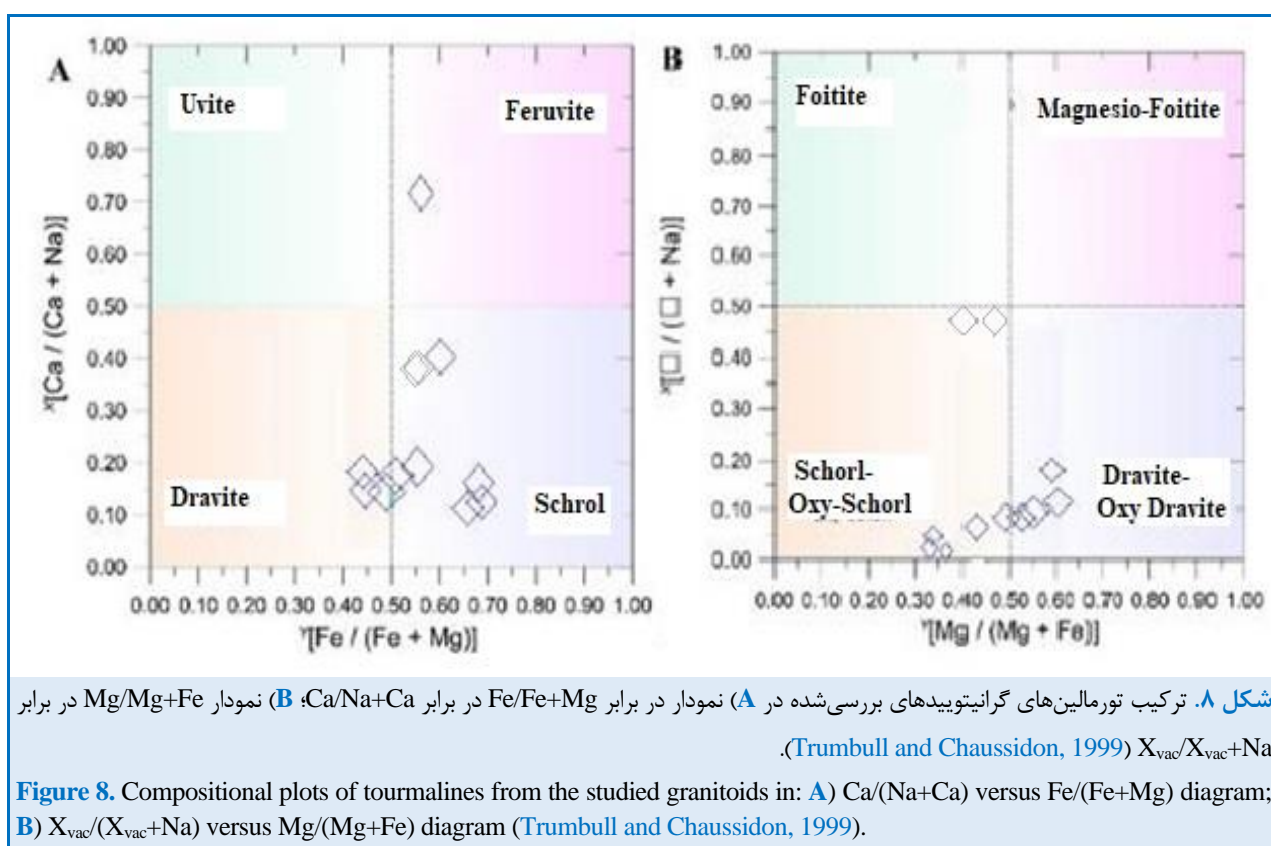 A
1.00
0.90
0.80
0.70
0.60
0.50
0.40
0.30
0.20
0.10
0.00
ˣ[Ca / (Ca + Na)]
Uvite
Feruvite
Dravite
Schrol
0.00 0.10 0.20 0.30 0.40 0.50 0.60 0.70 0.80 0.90 1.00
ʸ[Fe / (Fe + Mg)]
B
1.00
0.90
0.80
0.70
0.60
0.50
0.40
0.30
0.20
0.10
0.00
ˣ[□ / (□ + Na)]
Foitite
Magnesio-Foitite
Schorl-
Oxy-Schorl
Dravite-
Oxy Dravite
0.00 0.10 0.20 0.30 0.40 0.50 0.60 0.70 0.80 0.90 1.00
ʸ[Mg / (Mg + Fe)]
شکل ۸. ترکیب تورمالین‌های گرانیتوییدهای بررسی‌شده در A) نمودار در برابر Fe/Fe+Mg در برابر Ca/Na+Ca؛ B) نمودار Mg/Mg+Fe در برابر
Xvac/Xvac+Na (Trumbull and Chaussidon, 1999).
Figure 8. Compositional plots of tourmalines from the studied granitoids in: A) Ca/(Na+Ca) versus Fe/(Fe+Mg) diagram;
B) Xvac/(Xvac+Na) versus Mg/(Mg+Fe) diagram (Trumbull and Chaussidon, 1999).